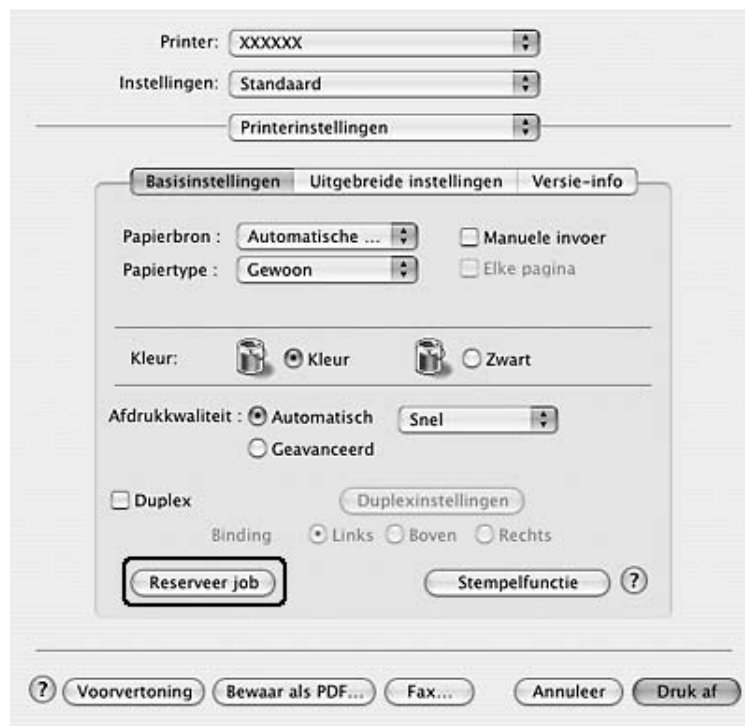 Printer: XXXXXX
Instellingen: Standaard
Printerinstellingen
Basisinstellingen Uitgebreide instellingen Versie-info
Papierbron : Automatische ... Manuele invoer
Papiertype : Gewoon Elke pagina
Kleur: Kleur Zwart
Afdrukkwaliteit : Automatisch Snel
Geavanceerd
Duplex Duplexinstellingen
Binding Links Boven Rechts
Reserveer job Stempelfunctie ?
? Voorvertoning Bewaar als PDF... Fax... Annuleer Druk af